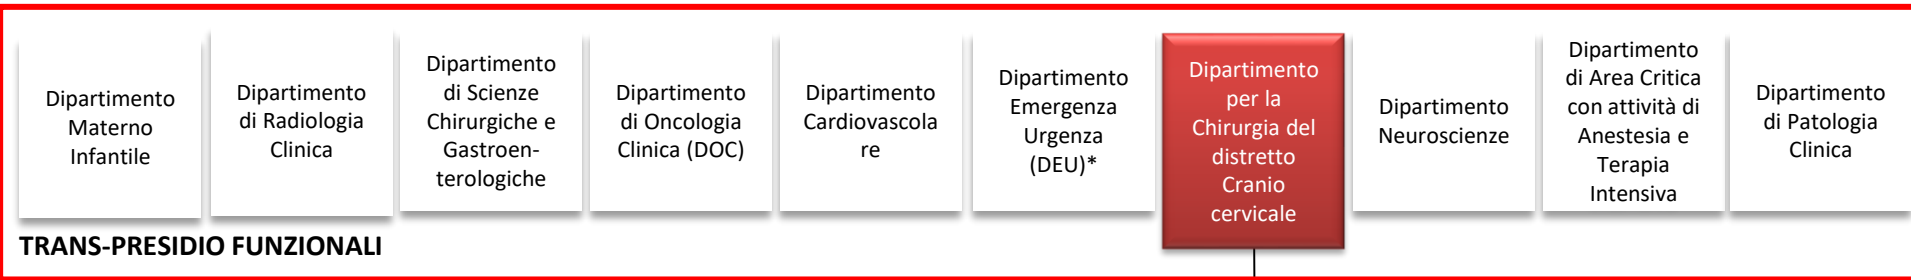 Dipartimento
Materno
Infantile
Dipartimento
di Radiologia
Clinica
Dipartimento
di Scienze
Chirurgiche e
Gastroen-
terologiche
Dipartimento
di Oncologia
Clinica (DOC)
Dipartimento
Cardiovascola
re
Dipartimento
Emergenza
Urgenza
(DEU)*
Dipartimento
per la
Chirurgia del
distretto
Cranio
cervicale
Dipartimento
Neuroscienze
Dipartimento
di Area Critica
con attività di
Anestesia e
Terapia
Intensiva
Dipartimento
di Patologia
Clinica
TRANS-PRESIDIO FUNZIONALI